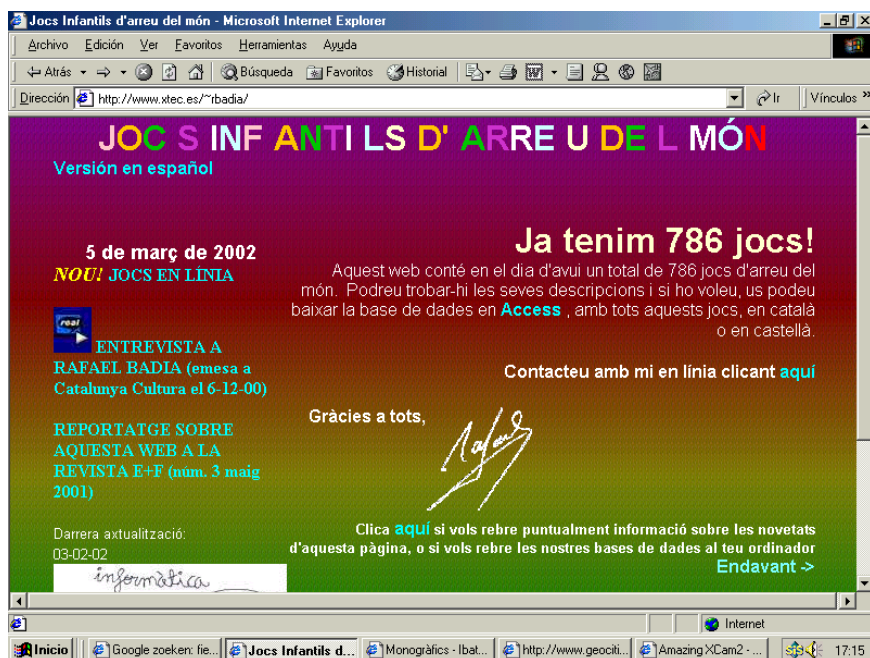 Jocs Infantils d'arreu del món - Microsoft Internet Explorer
Archivo Edición Ver Favoritos Herramientas Ayuda
Atrás Búsqueda Favoritos Historial
Dirección http://www.xtec.es/~rbadia/ Ir Vínculos »
JOCS INFANTILS D'ARREU DEL MÓN
Versión en español
5 de març de 2002
NOU! JOCS EN LÍNIA
real
ENTREVISTA A
RAFAEL BADIA (emesa a
Catalunya Cultura el 6-12-00)
REPORTATGE SOBRE
AQUESTA WEB A LA
REVISTA E+F (núm. 3 maig
2001)
Darrera axtualització:
03-02-02
informàtica
Ja tenim 786 jocs!
Aquest web conté en el dia d'avui un total de 786 jocs d'arreu del
món. Podreu trobar-hi les seves descripcions i si ho voleu, us podeu
baixar la base de dades en Access , amb tots aquests jocs, en català
o en castellà.
Contacteu amb mi en línia clicant aquí
Gràcies a tots,
Rafael
Clica aquí si vols rebre puntualment informació sobre les novetats
d'aquesta pàgina, o si vols rebre les nostres bases de dades al teu ordinador
Endavant ->
Internet
Inicio Google zoeken: fie... Jocs Infantils d... Monogràfics - Ibat... http://www.geociti... Amazing XCam2 - ... 17:15